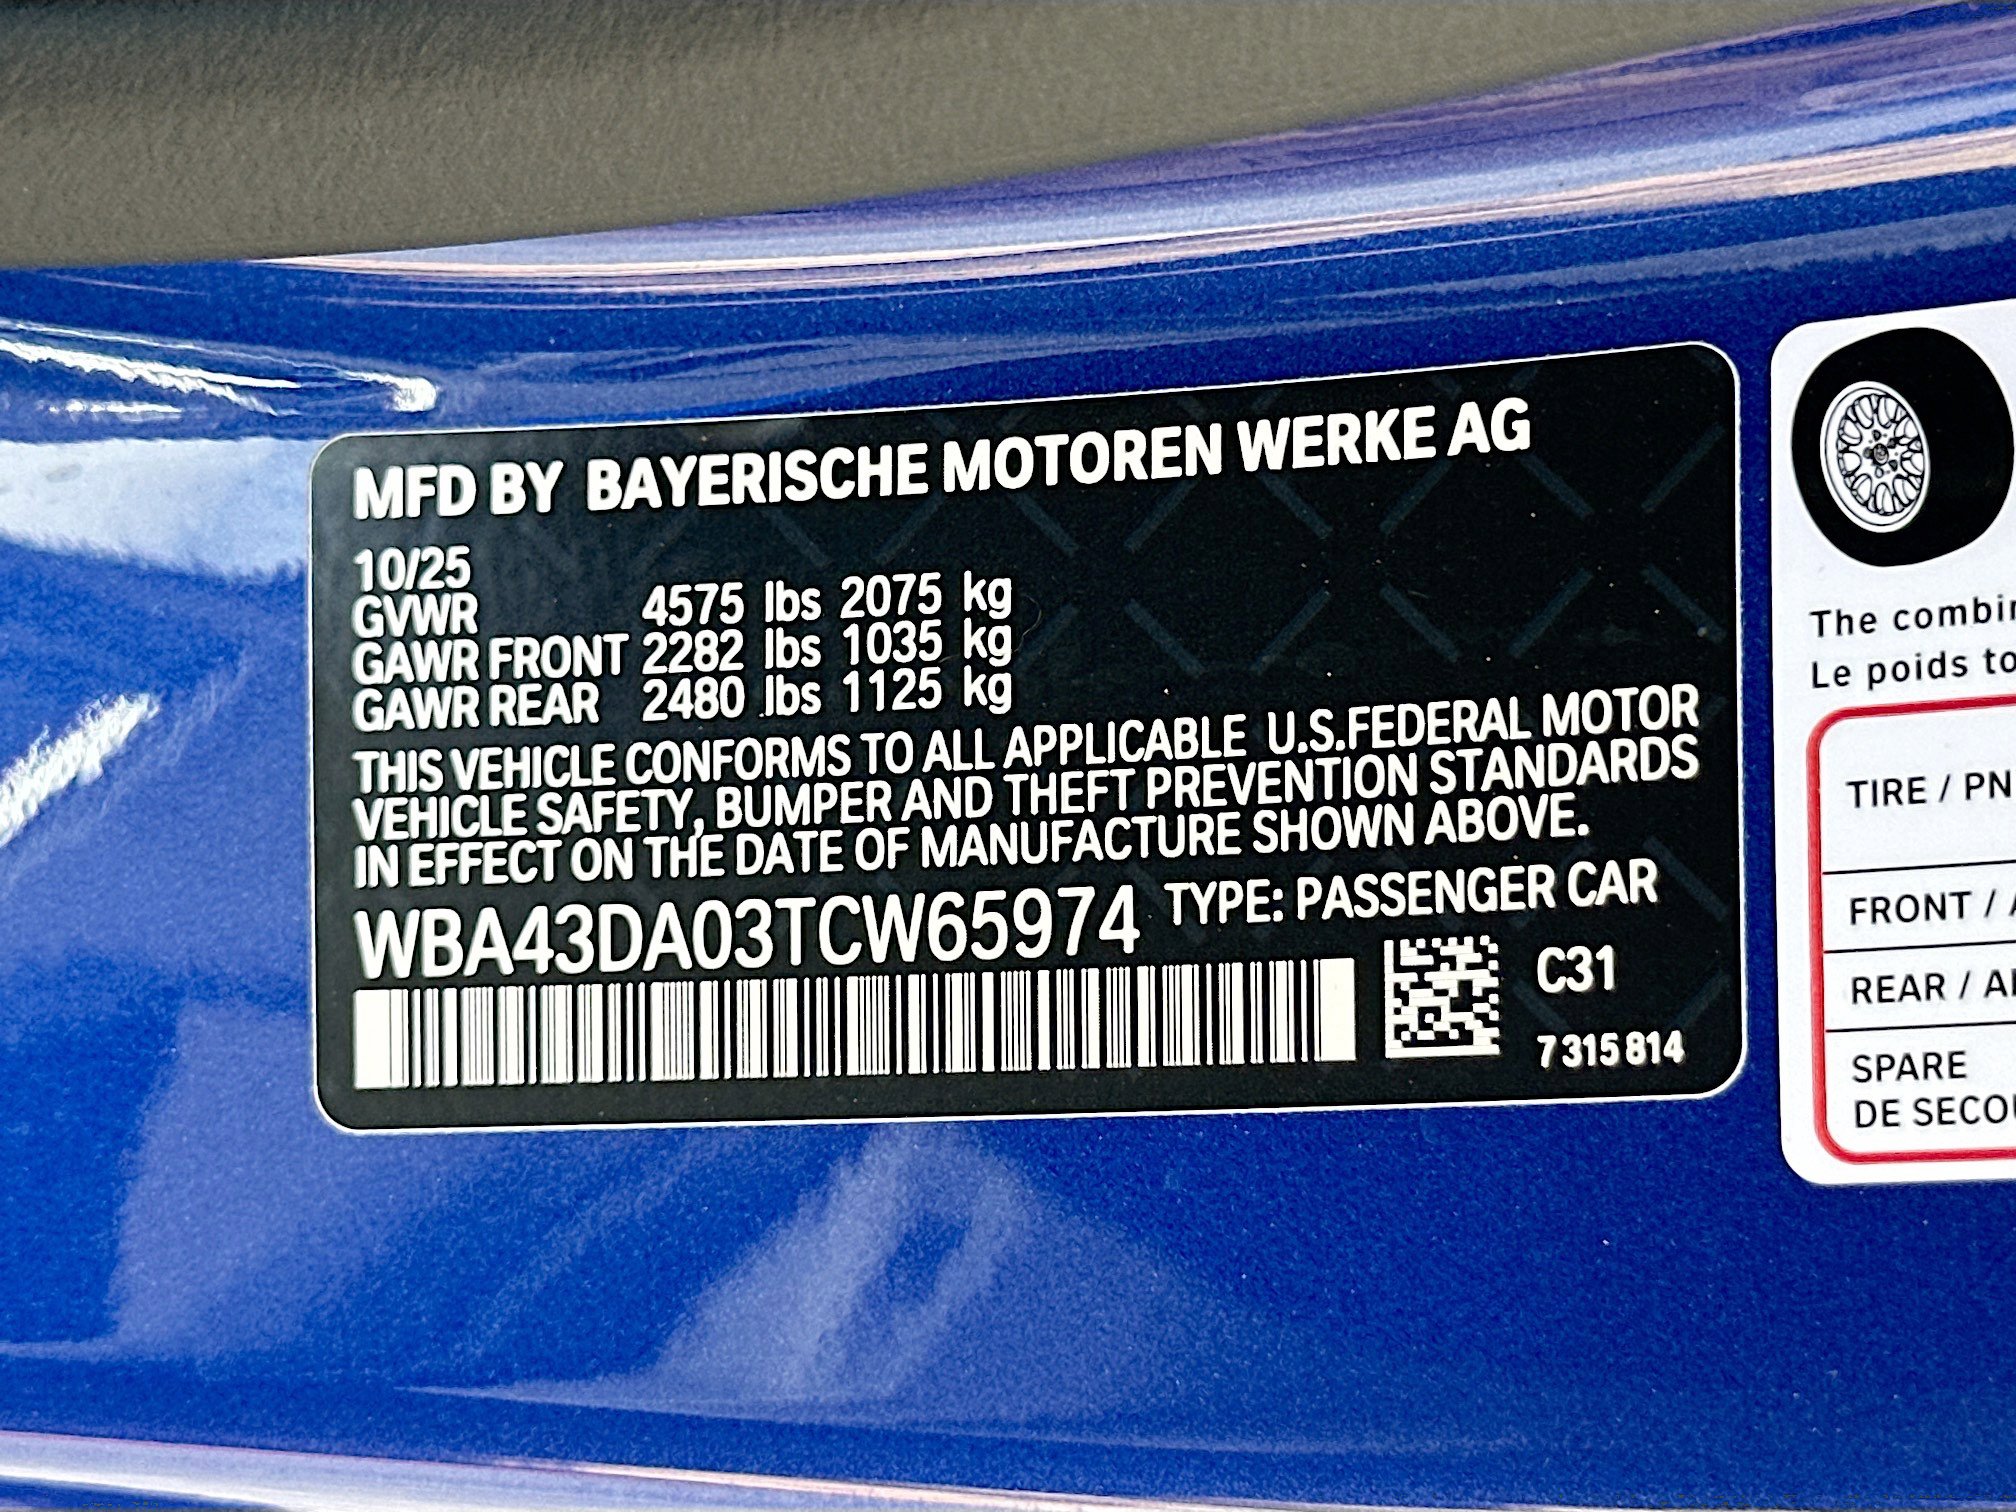 MFD BY BAYERISCHE MOTOREN WERKE AG
10/25
GVWR 4575 lbs 2075 kg
GAWR FRONT 2282 lbs 1035 kg
GAWR REAR 2480 lbs 1125 kg
THIS VEHICLE CONFORMS TO ALL APPLICABLE U.S.FEDERAL MOTOR
VEHICLE SAFETY, BUMPER AND THEFT PREVENTION STANDARDS
IN EFFECT ON THE DATE OF MANUFACTURE SHOWN ABOVE.
WBA43DA03TCW65974 TYPE: PASSENGER CAR
C31
7 315 814
The combin
Le poids to
TIRE / PN
FRONT / A
REAR / AR
SPARE
DE SECOU